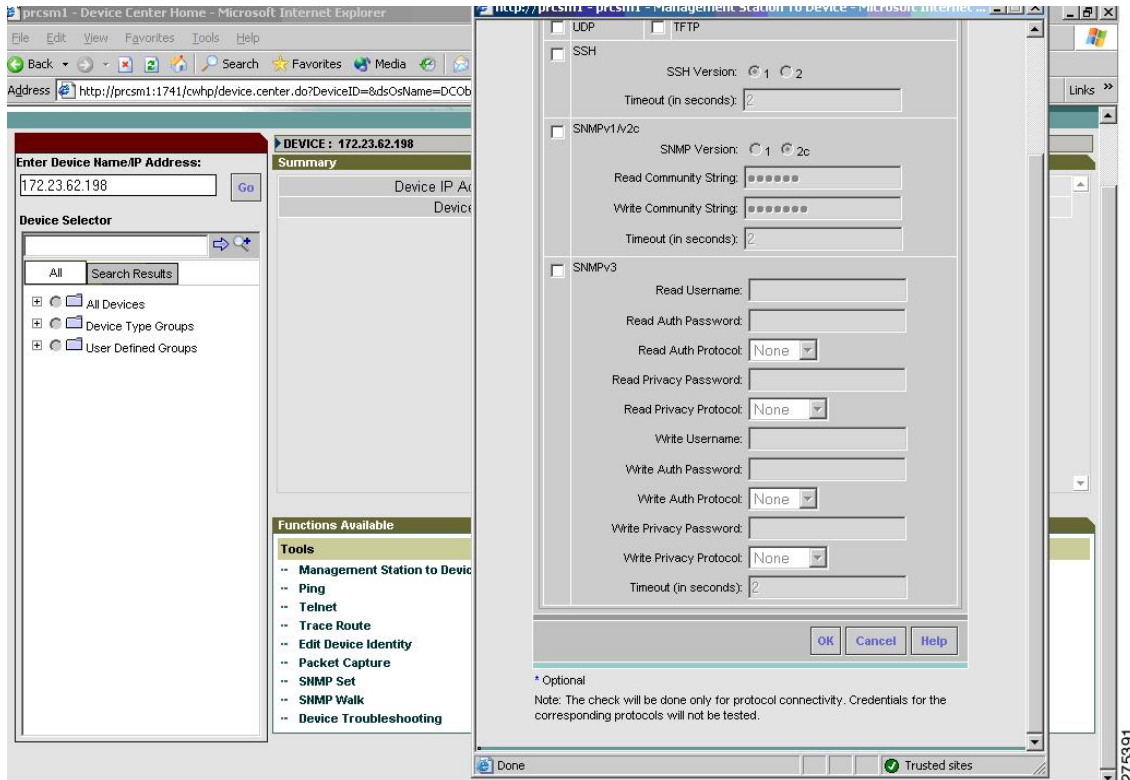 prcsm1 - Device Center Home - Microsoft Internet Explorer
File Edit View Favorites Tools Help
Back Search Favorites Media
Address http://prcsm1:1741/cwhp/device.center.do?DeviceID=&dsOsName=DCOb
Links »
Enter Device Name/IP Address:
172.23.62.198 Go
Device Selector
All Search Results
All Devices
Device Type Groups
User Defined Groups
DEVICE : 172.23.62.198
Summary
Device IP Ad
Device
Functions Available
Tools
Management Station to Devic
Ping
Telnet
Trace Route
Edit Device Identity
Packet Capture
SNMP Set
SNMP Walk
Device Troubleshooting
http://prcsm1 - prcsm1 - Management Station To Device - Microsoft Internet ...
UDP TFTP
SSH
SSH Version: 1 2
Timeout (in seconds): 2
SNMPv1/v2c
SNMP Version: 1 2c
Read Community String:
Write Community String:
Timeout (in seconds): 2
SNMPv3
Read Username:
Read Auth Password:
Read Auth Protocol: None
Read Privacy Password:
Read Privacy Protocol: None
Write Username:
Write Auth Password:
Write Auth Protocol: None
Write Privacy Password:
Write Privacy Protocol: None
Timeout (in seconds): 2
OK Cancel Help
* Optional
Note: The check will be done only for protocol connectivity. Credentials for the
corresponding protocols will not be tested.
Done Trusted sites
275391